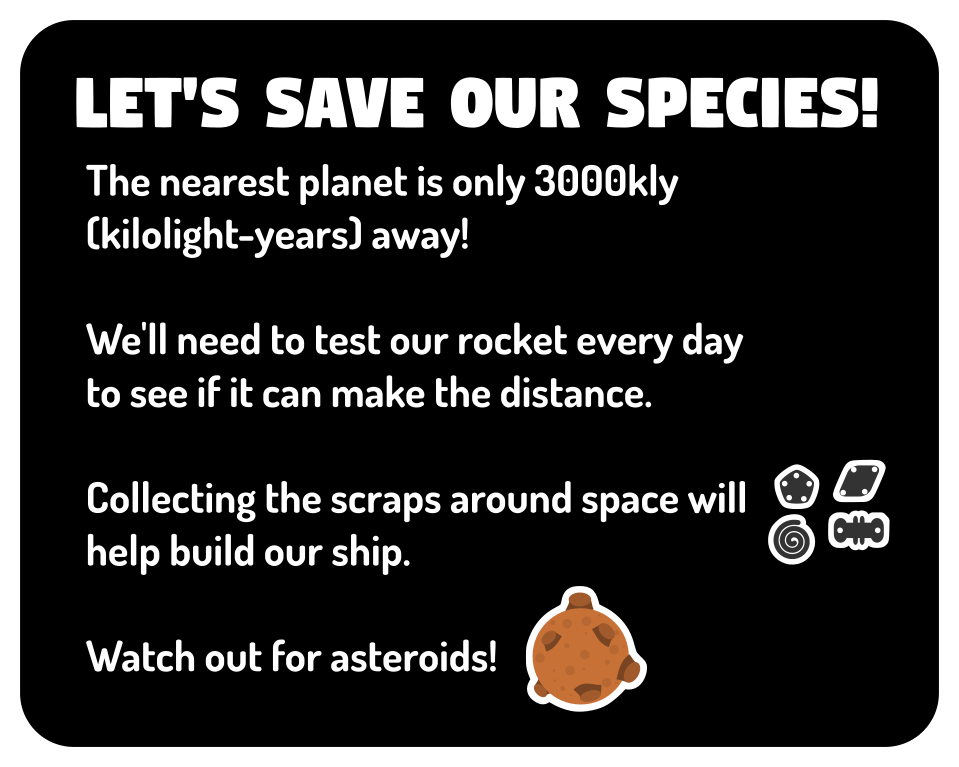 LET'S SAVE OUR SPECIES!
The nearest planet is only 3000kly
(kilolight-years) away!
We'll need to test our rocket every day
to see if it can make the distance.
Collecting the scraps around space will
help build our ship.
Watch out for asteroids!